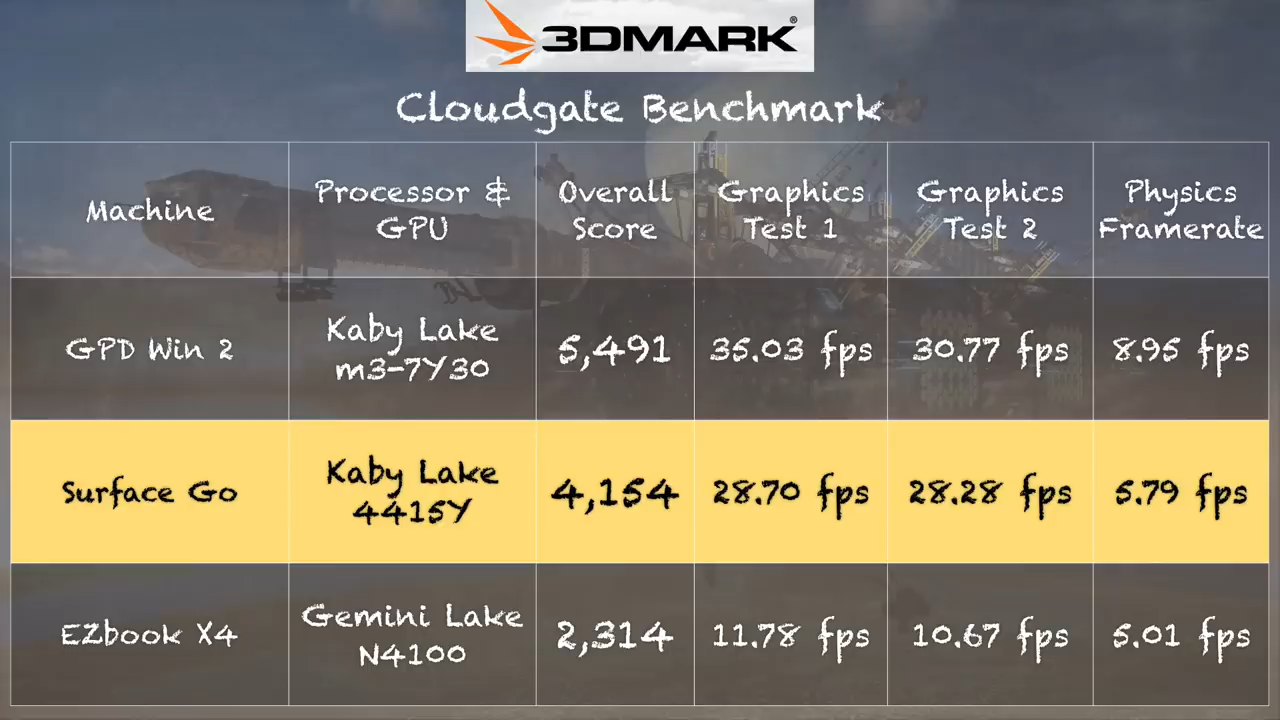 3DMARK®
Cloudgate Benchmark
Machine
Processor &
GPU
Overall
Score
Graphics
Test 1
Graphics
Test 2
Physics
Framerate
GPD Win 2
Kaby Lake
m3-7Y30
5,491
35.03 fps
30.77 fps
8.95 fps
Surface Go
Kaby Lake
4415Y
4,154
28.70 fps
28.28 fps
5.79 fps
EZbook X4
Gemini Lake
N4100
2,314
11.78 fps
10.67 fps
5.01 fps